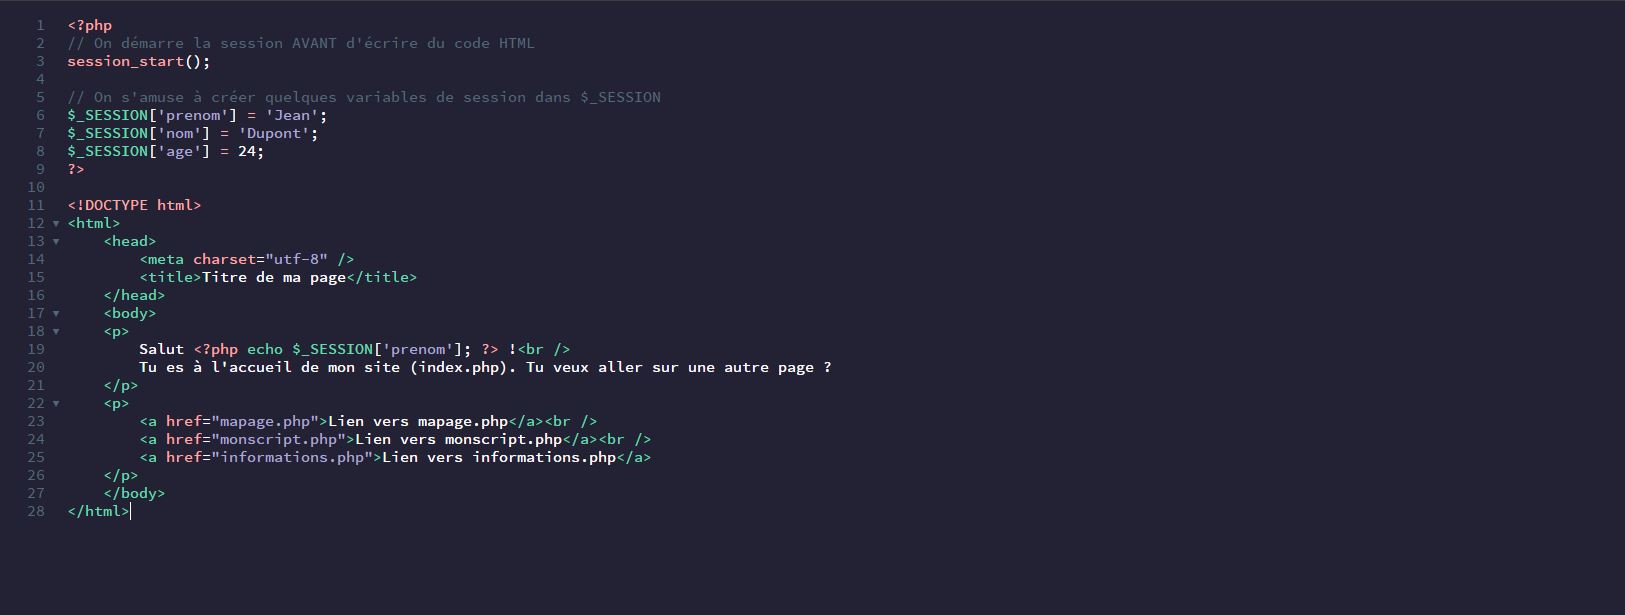 1 <?php
2 // On démarre la session AVANT d'écrire du code HTML
3 session_start();
4
5 // On s'amuse à créer quelques variables de session dans $_SESSION
6 $_SESSION['prenom'] = 'Jean';
7 $_SESSION['nom'] = 'Dupont';
8 $_SESSION['age'] = 24;
9 ?>
10
11 <!DOCTYPE html>
12 <html>
13     <head>
14         <meta charset="utf-8" />
15         <title>Titre de ma page</title>
16     </head>
17     <body>
18     <p>
19         Salut <?php echo $_SESSION['prenom']; ?> !<br />
20         Tu es à l'accueil de mon site (index.php). Tu veux aller sur une autre page ?
21     </p>
22     <p>
23         <a href="mapage.php">Lien vers mapage.php</a><br />
24         <a href="monscript.php">Lien vers monscript.php</a><br />
25         <a href="informations.php">Lien vers informations.php</a>
26     </p>
27     </body>
28 </html>